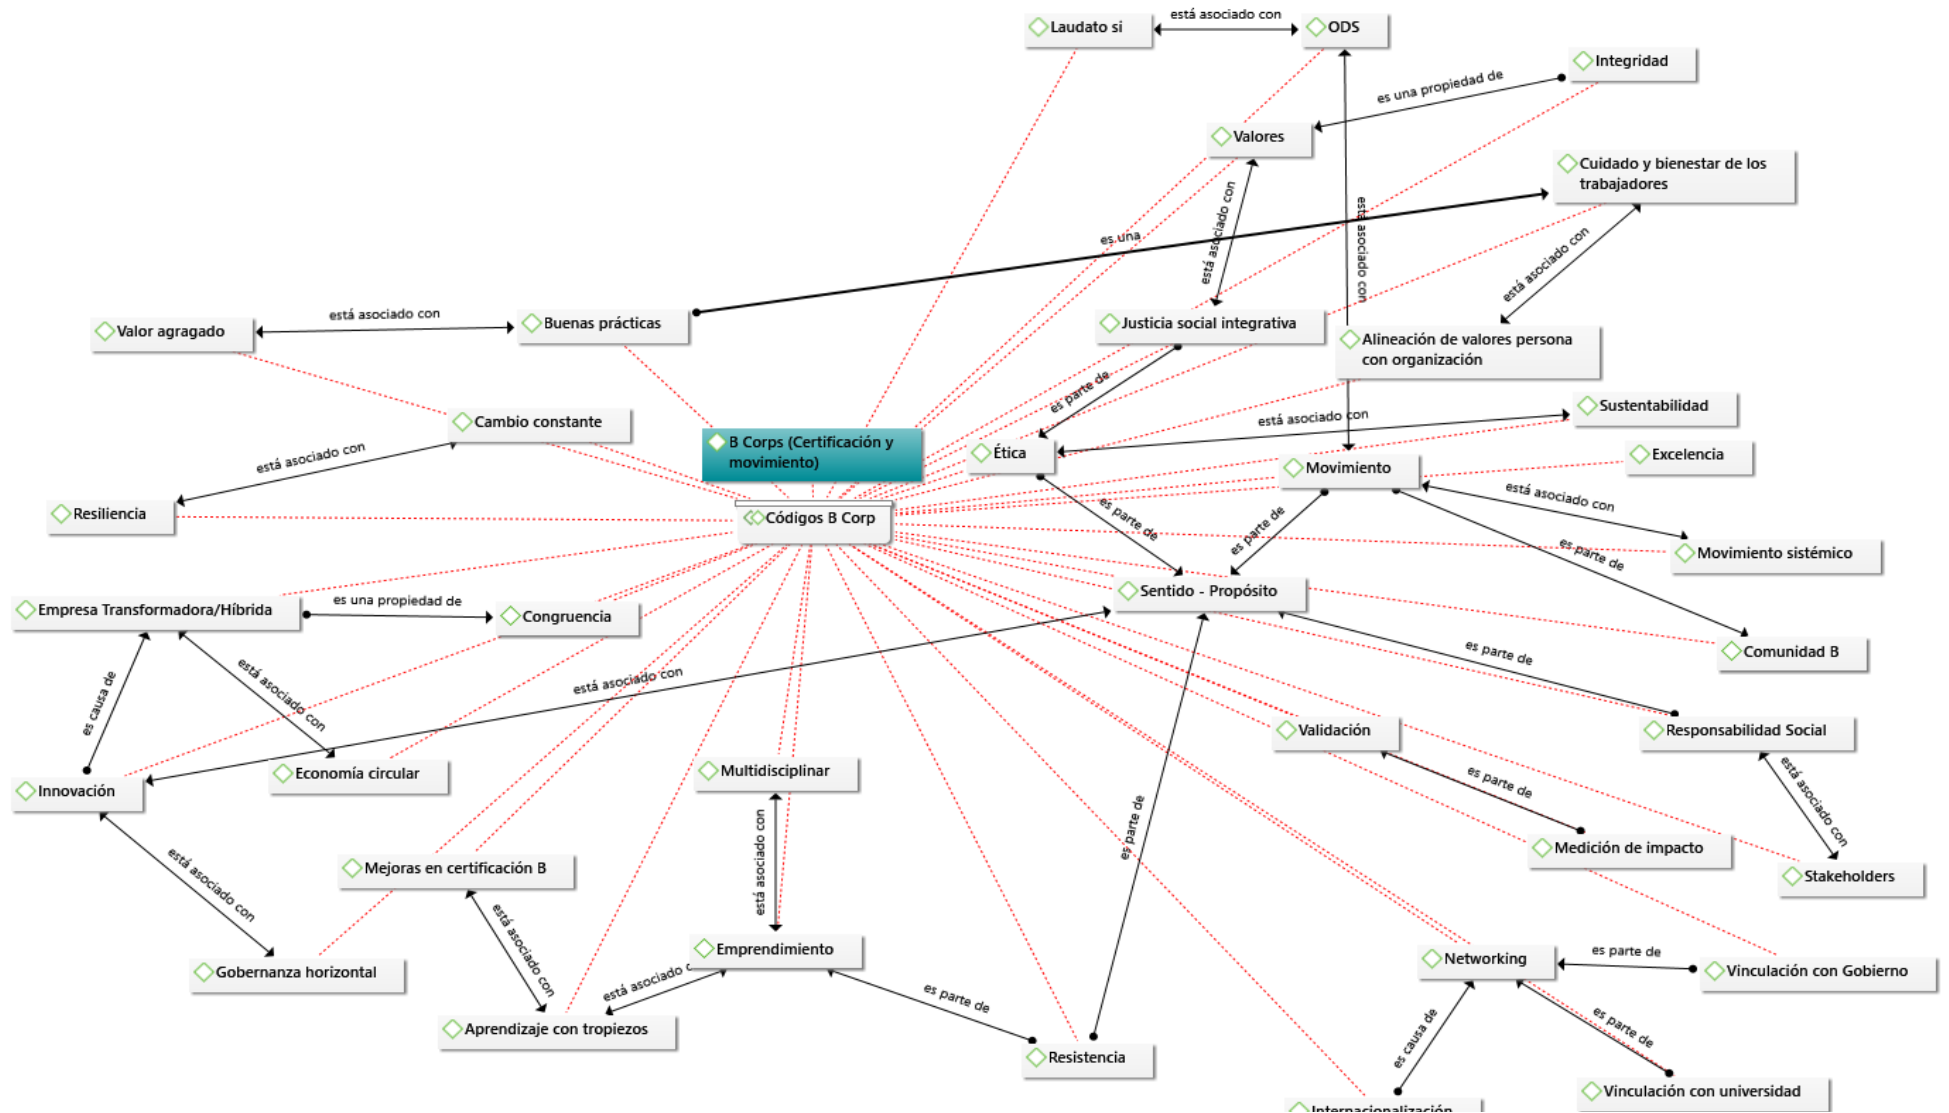 Laudato si
está asociado con
ODS
Integridad
es una propiedad de
Valores
Cuidado y bienestar de los
trabajadores
está asociado con
está asociado con
es una
está asociado con
Valor agragado
está asociado con
Buenas prácticas
Justicia social integrativa
Alineación de valores persona
con organización
es parte de
Sustentabilidad
está asociado con
Cambio constante
B Corps (Certificación y
movimiento)
Ética
Movimiento
Excelencia
está asociado con
Resiliencia
Códigos B Corp
es parte de
es parte de
está asociado con
Movimiento sistémico
es parte de
Empresa Transformadora/Híbrida
es una propiedad de
Congruencia
Sentido - Propósito
Comunidad B
es parte de
es causa de
está asociado con
está asociado con
Validación
Responsabilidad Social
Innovación
Economía circular
Multidisciplinar
es parte de
está asociado con
es parte de
está asociado con
Mejoras en certificación B
está asociado con
Medición de impacto
Stakeholders
está asociado con
Emprendimiento
Networking
es parte de
Vinculación con Gobierno
Gobernanza horizontal
está asociado c
es parte de
Aprendizaje con tropiezos
Resistencia
es causa de
es parte de
Vinculación con universidad
Internacionalización